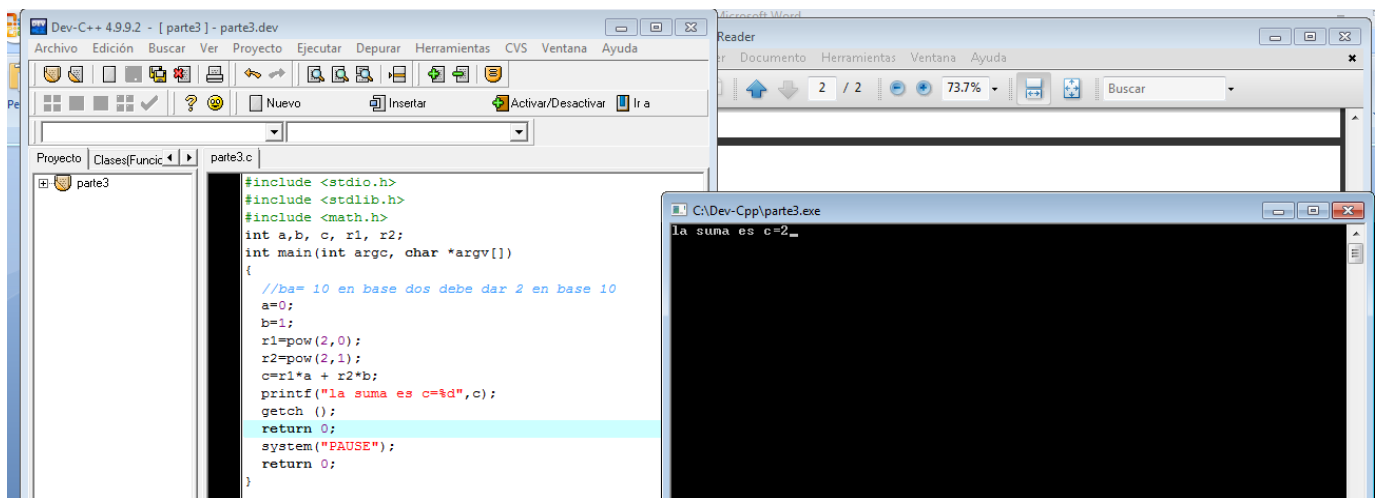 Microsoft Word
Dev-C++ 4.9.9.2 - [ parte3 ] - parte3.dev
Reader
Archivo Edición Buscar Ver Proyecto Ejecutar Depurar Herramientas CVS Ventana Ayuda
Documento Herramientas Ventana Ayuda
2 / 2 73.7% Buscar
Nuevo Insertar Activar/Desactivar Ir a
Proyecto Clases(Funcic parte3.c
parte3
#include <stdio.h>
#include <stdlib.h>
#include <math.h>
int a,b, c, r1, r2;
int main(int argc, char *argv[])
{
//ba= 10 en base dos debe dar 2 en base 10
a=0;
b=1;
r1=pow(2,0);
r2=pow(2,1);
c=r1*a + r2*b;
printf("la suma es c=%d",c);
getch ();
return 0;
system("PAUSE");
return 0;
}
C:\Dev-Cpp\parte3.exe
la suma es c=2_